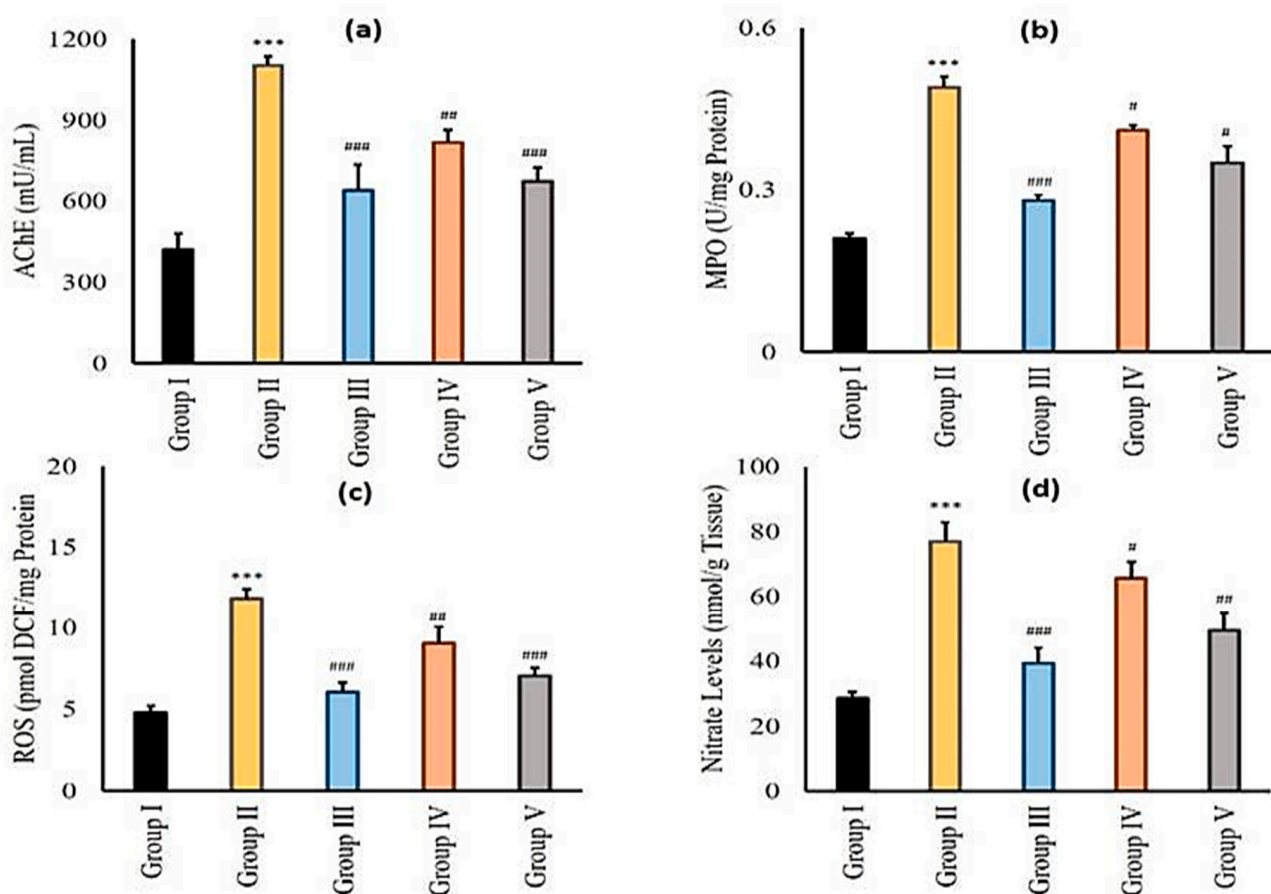 (a)
AChE (mU/mL)
1200
900
600
300
0
***
###
##
###
Group I
Group II
Group III
Group IV
Group V
(b)
MPO (U/mg Protein)
0.6
0.3
0
***
###
#
#
Group I
Group II
Group III
Group IV
Group V
(c)
ROS (pmol DCF/mg Protein
20
15
10
5
0
***
###
##
###
Group I
Group II
Group III
Group IV
Group V
(d)
Nitrate Levels (nmol/g Tissue)
100
80
60
40
20
0
***
###
#
##
Group I
Group II
Group III
Group IV
Group V